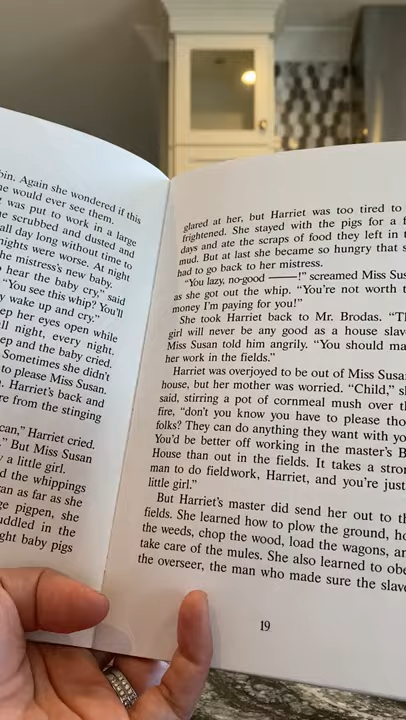 bin. Again she wondered if this
he would ever see them.
was put to work in a large
scrubbed and dusted and
all day long without time to
nights were worse. At night
he mistress's new baby.
hear the baby cry," said
"You see this whip? You'll
wake up and cry."
ep her eyes open while
ll night, every night.
ep and the baby cried.
Sometimes she didn't
to please Miss Susan.
n. Harriet's back and
re from the stinging
can," Harriet cried.
." But Miss Susan
y a little girl.
d the whippings
ran as far as she
ge pigpen, she
uddled in the
ght baby pigs
glared at her, but Harriet was too tired to
frightened. She stayed with the pigs for a f
days and ate the scraps of food they left in t
mud. But at last she became so hungry that s
had to go back to her mistress.
"You lazy, no-good ——!" screamed Miss Sus
as she got out the whip. "You're not worth t
money I'm paying for you!"
She took Harriet back to Mr. Brodas. "Th
girl will never be any good as a house slav
Miss Susan told him angrily. "You should ma
her work in the fields."
Harriet was overjoyed to be out of Miss Susa
house, but her mother was worried. "Child," s
said, stirring a pot of cornmeal mush over th
fire, "don't you know you have to please tho
folks? They can do anything they want with yo
You'd be better off working in the master's B
House than out in the fields. It takes a stron
man to do fieldwork, Harriet, and you're just
little girl."
But Harriet's master did send her out to th
fields. She learned how to plow the ground, ho
the weeds, chop the wood, load the wagons, an
take care of the mules. She also learned to obe
the overseer, the man who made sure the slave
19